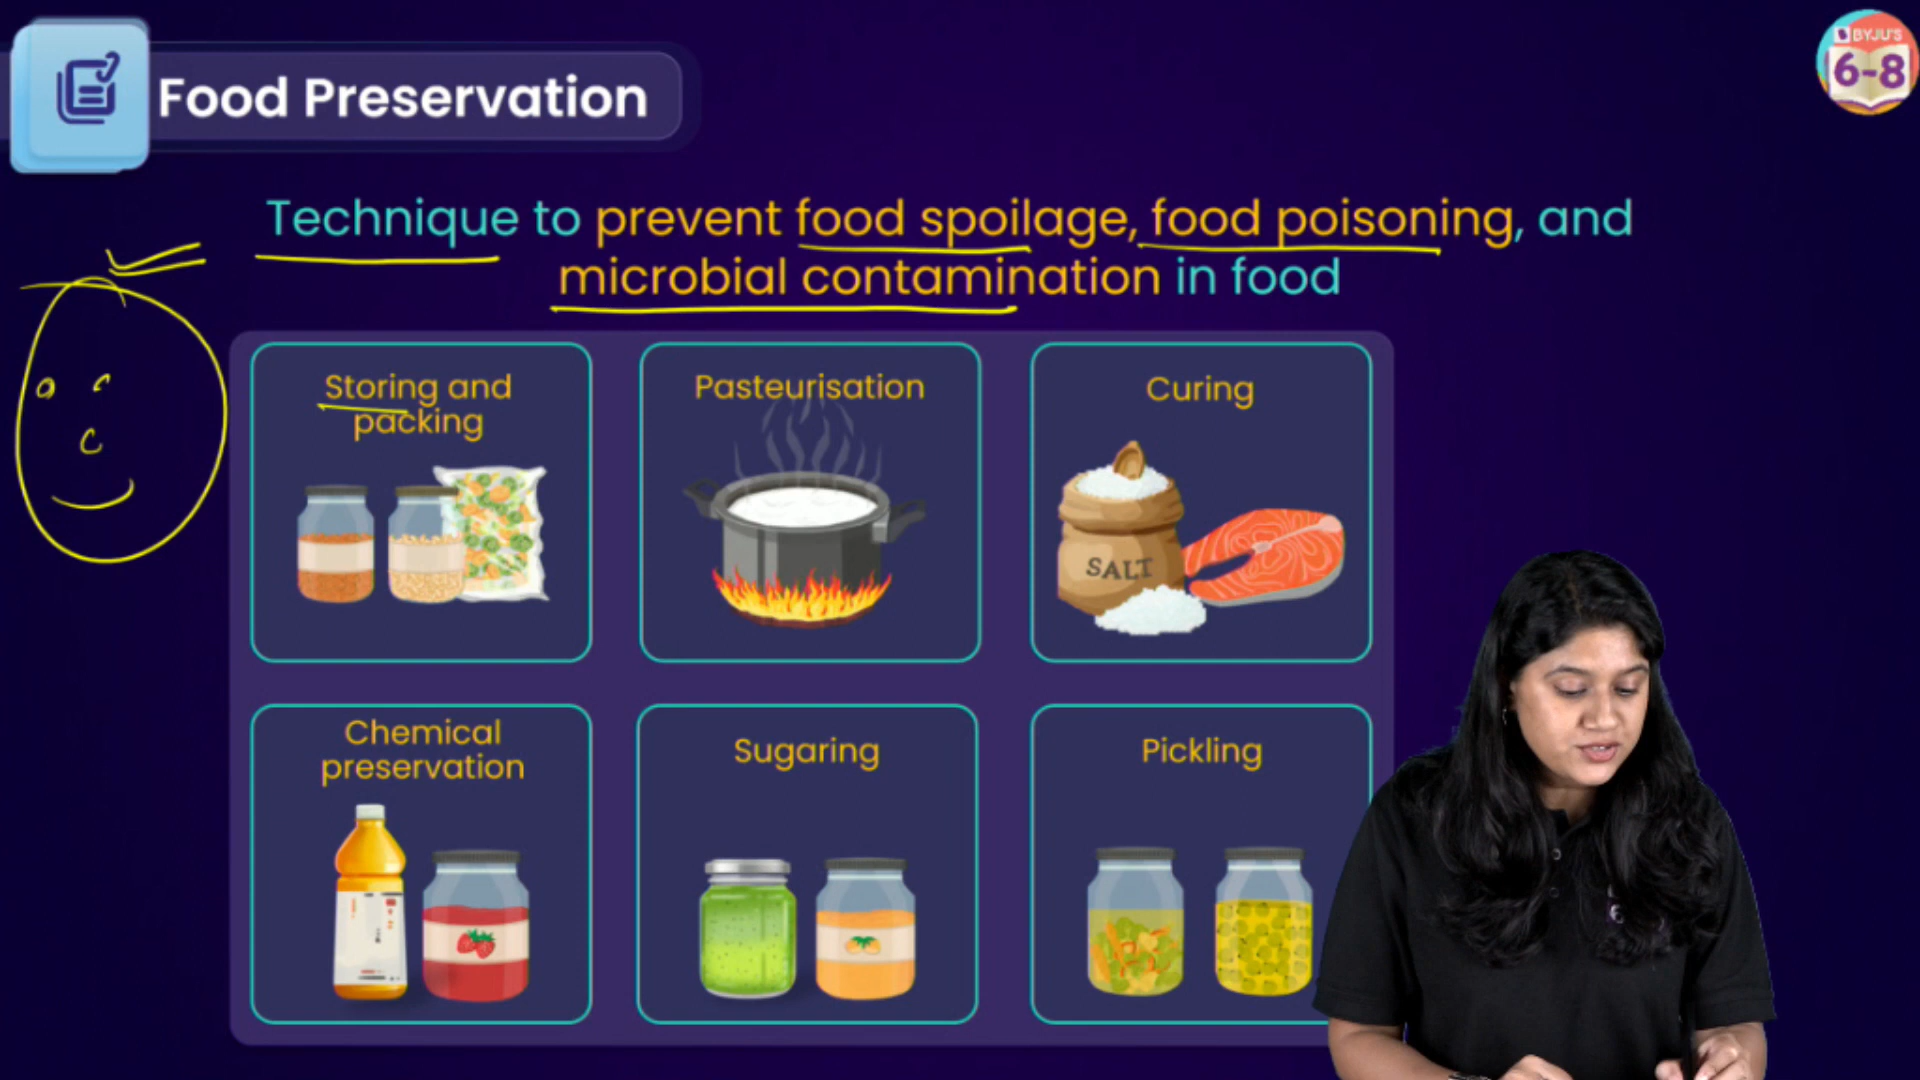 Food Preservation
BYJU'S
6-8
Technique to prevent food spoilage, food poisoning, and
microbial contamination in food
Storing and
packing
Pasteurisation
Curing
SALT
Chemical
preservation
Sugaring
Pickling